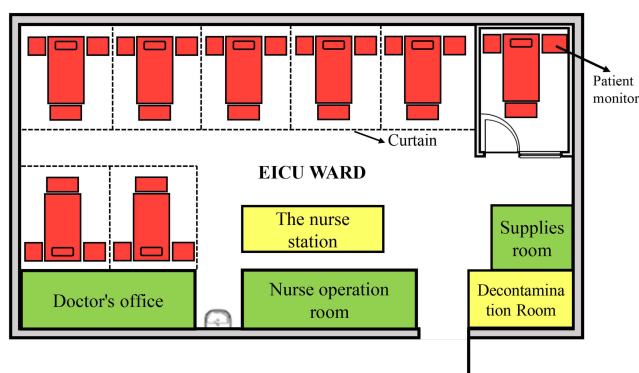 Patient
monitor
Curtain
EICU WARD
The nurse
station
Supplies
room
Doctor's office
Nurse operation
room
Decontamina
tion Room